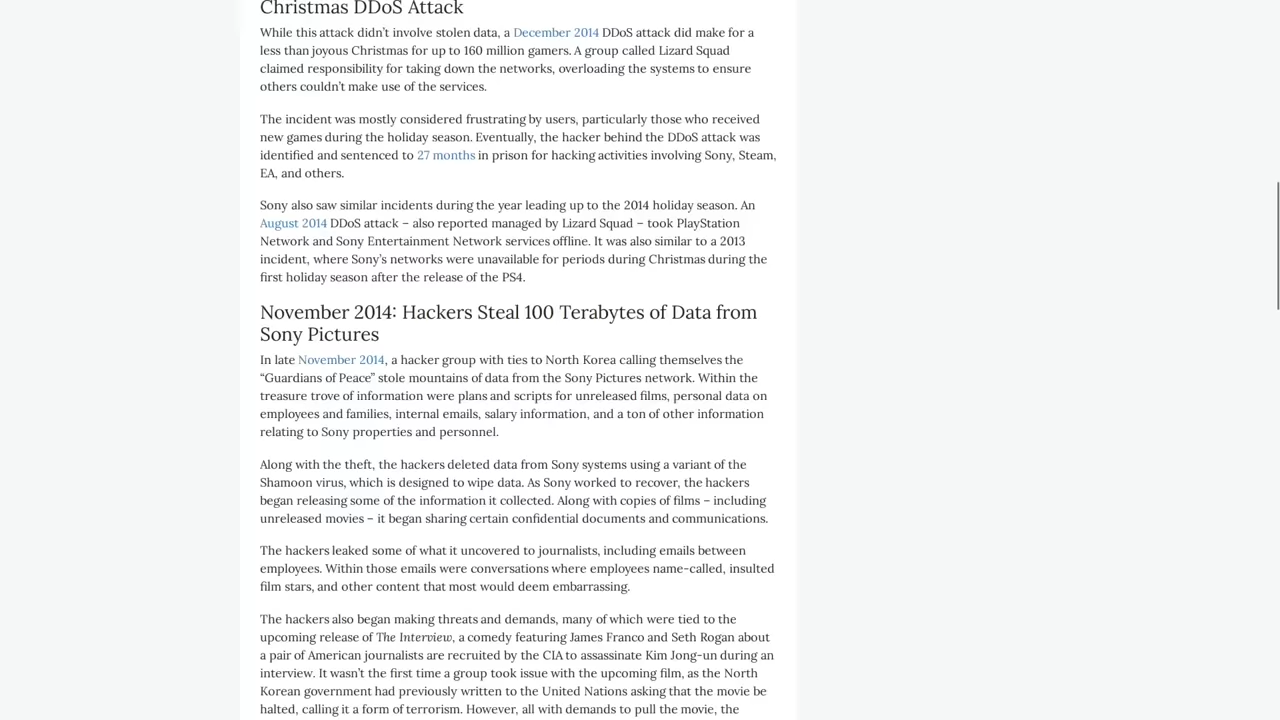 Christmas DDoS Attack
While this attack didn’t involve stolen data, a December 2014 DDoS attack did make for a
less than joyous Christmas for up to 160 million gamers. A group called Lizard Squad
claimed responsibility for taking down the networks, overloading the systems to ensure
others couldn’t make use of the services.
The incident was mostly considered frustrating by users, particularly those who received
new games during the holiday season. Eventually, the hacker behind the DDoS attack was
identified and sentenced to 27 months in prison for hacking activities involving Sony, Steam,
EA, and others.
Sony also saw similar incidents during the year leading up to the 2014 holiday season. An
August 2014 DDoS attack – also reported managed by Lizard Squad – took PlayStation
Network and Sony Entertainment Network services offline. It was also similar to a 2013
incident, where Sony’s networks were unavailable for periods during Christmas during the
first holiday season after the release of the PS4.
November 2014: Hackers Steal 100 Terabytes of Data from
Sony Pictures
In late November 2014, a hacker group with ties to North Korea calling themselves the
“Guardians of Peace” stole mountains of data from the Sony Pictures network. Within the
treasure trove of information were plans and scripts for unreleased films, personal data on
employees and families, internal emails, salary information, and a ton of other information
relating to Sony properties and personnel.
Along with the theft, the hackers deleted data from Sony systems using a variant of the
Shamoon virus, which is designed to wipe data. As Sony worked to recover, the hackers
began releasing some of the information it collected. Along with copies of films – including
unreleased movies – it began sharing certain confidential documents and communications.
The hackers leaked some of what it uncovered to journalists, including emails between
employees. Within those emails were conversations where employees name-called, insulted
film stars, and other content that most would deem embarrassing.
The hackers also began making threats and demands, many of which were tied to the
upcoming release of The Interview, a comedy featuring James Franco and Seth Rogan about
a pair of American journalists are recruited by the CIA to assassinate Kim Jong-un during an
interview. It wasn’t the first time a group took issue with the upcoming film, as the North
Korean government had previously written to the United Nations asking that the movie be
halted, calling it a form of terrorism. However, all with demands to pull the movie, the